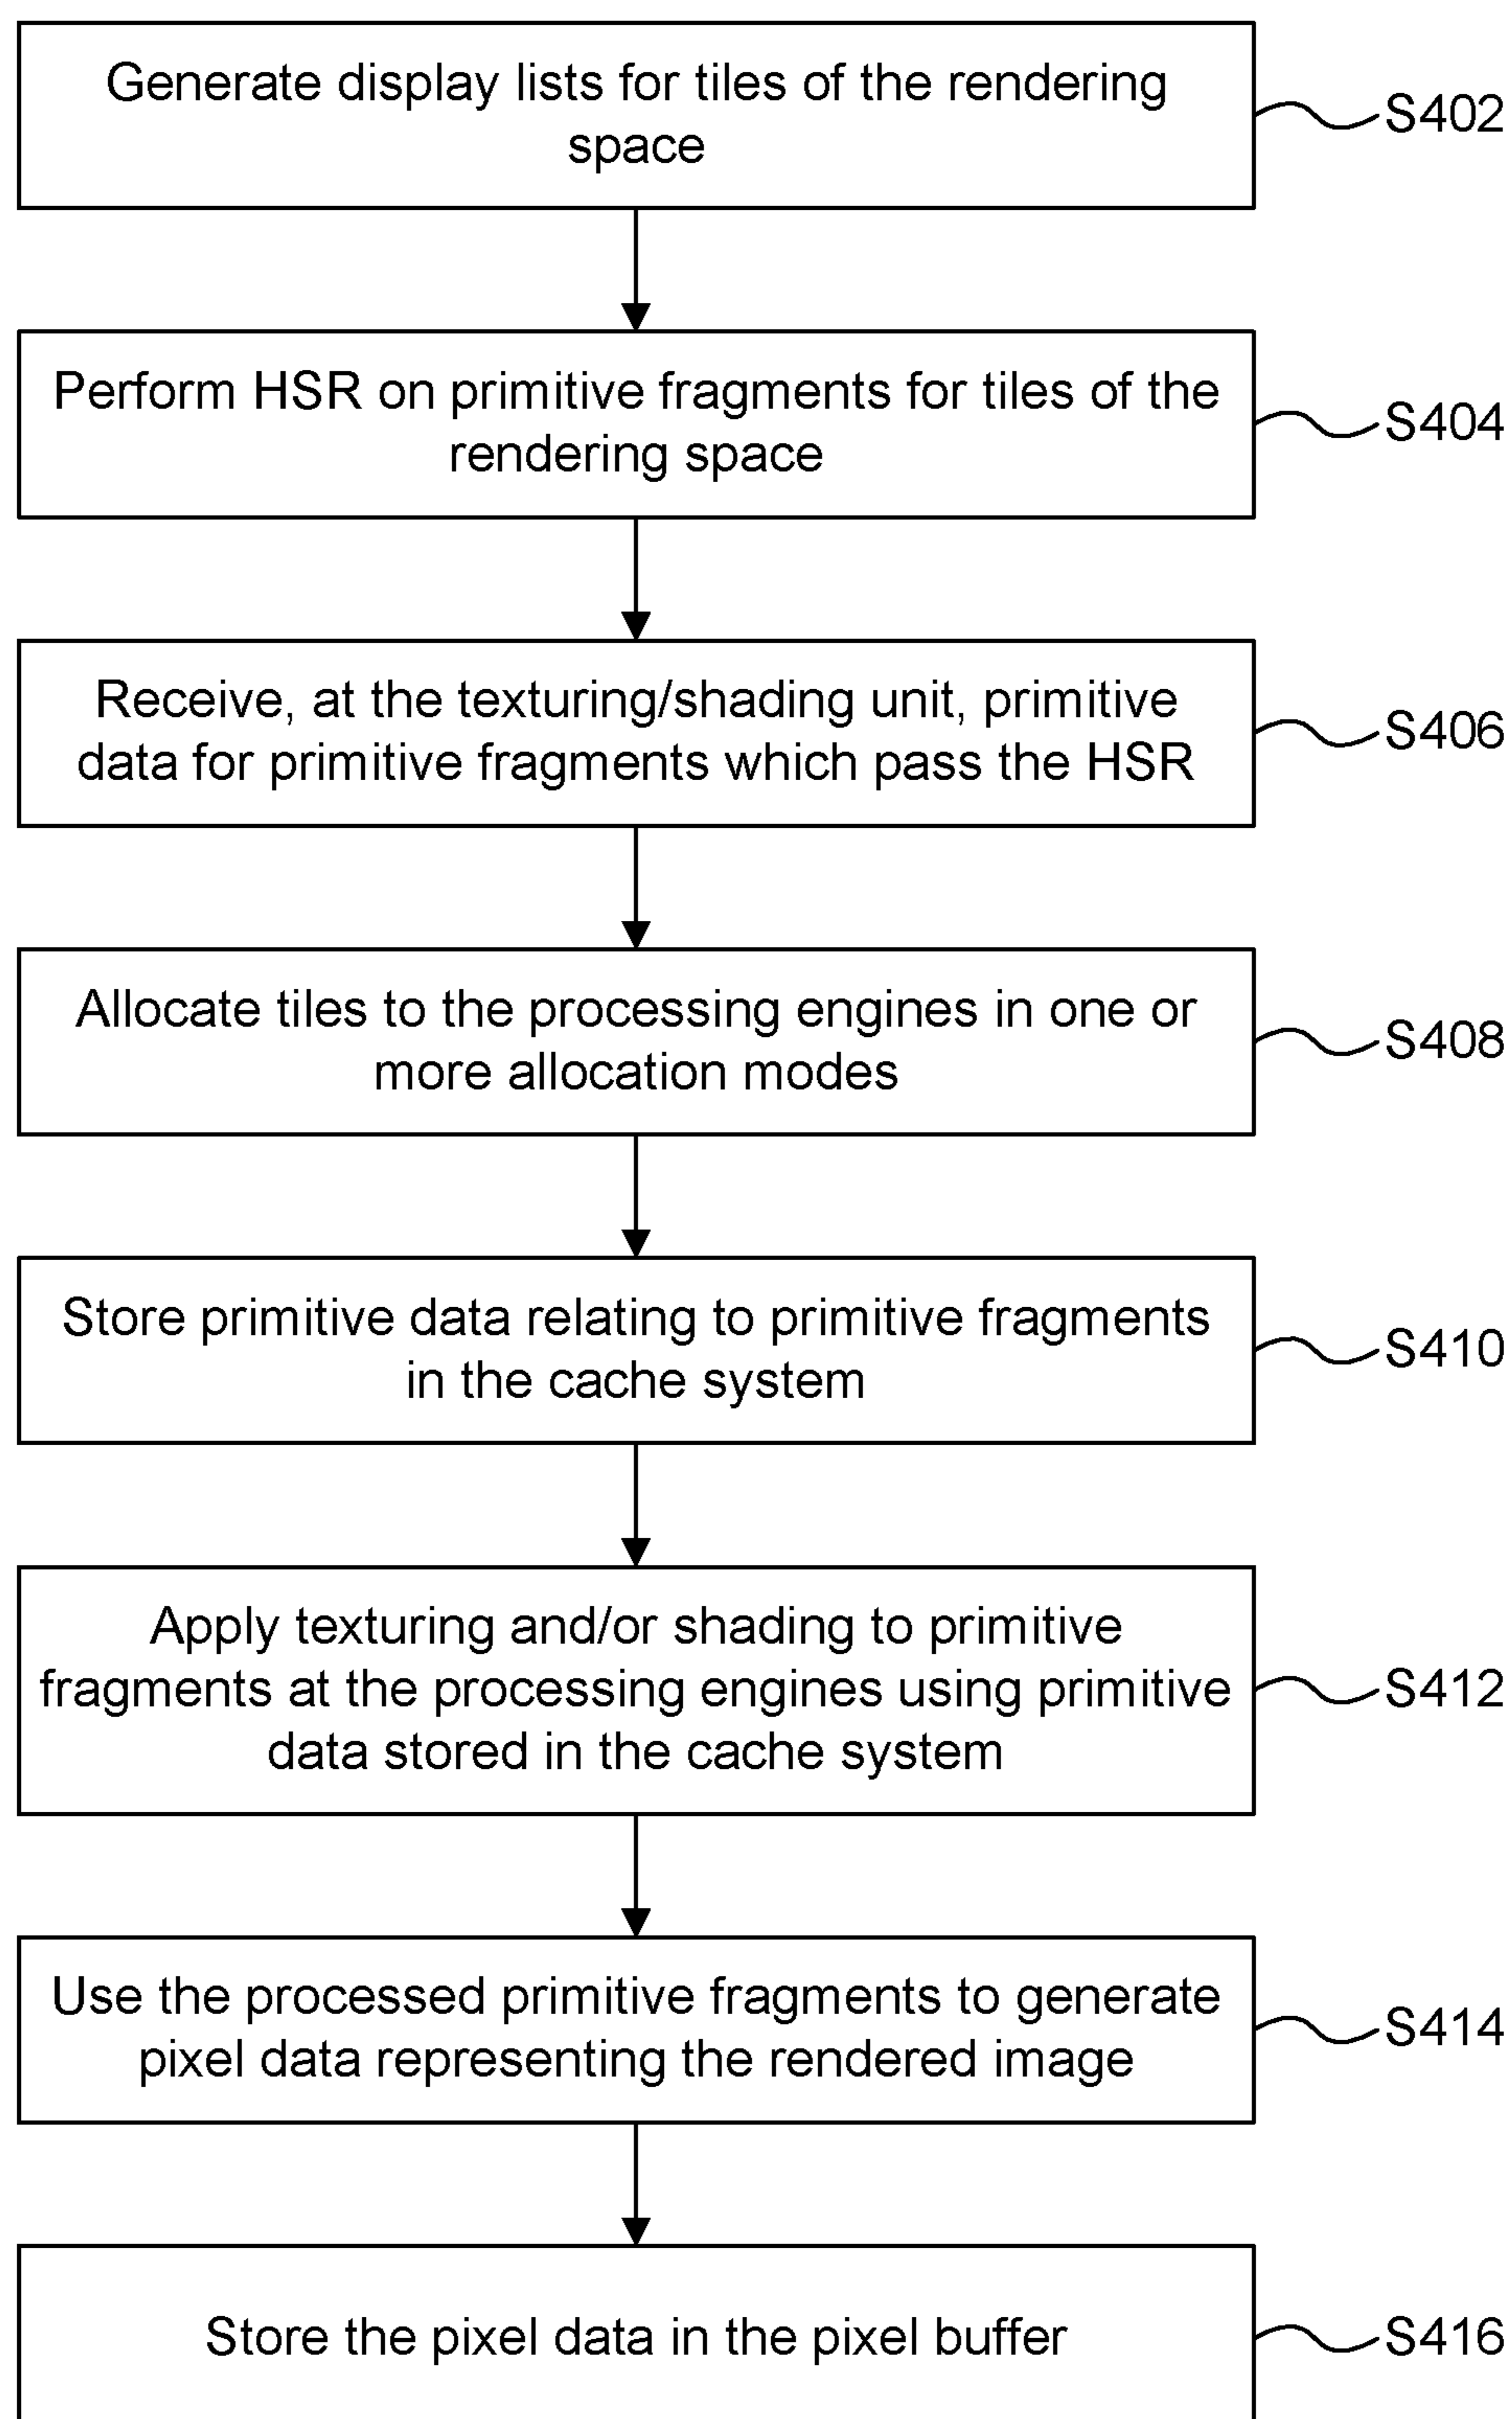 Generate display lists for tiles of the rendering
space
S402
Perform HSR on primitive fragments for tiles of the
rendering space
S404
Receive, at the texturing/shading unit, primitive
data for primitive fragments which pass the HSR
S406
Allocate tiles to the processing engines in one or
more allocation modes
S408
Store primitive data relating to primitive fragments
in the cache system
S410
Apply texturing and/or shading to primitive
fragments at the processing engines using primitive
data stored in the cache system
S412
Use the processed primitive fragments to generate
pixel data representing the rendered image
S414
Store the pixel data in the pixel buffer
S416